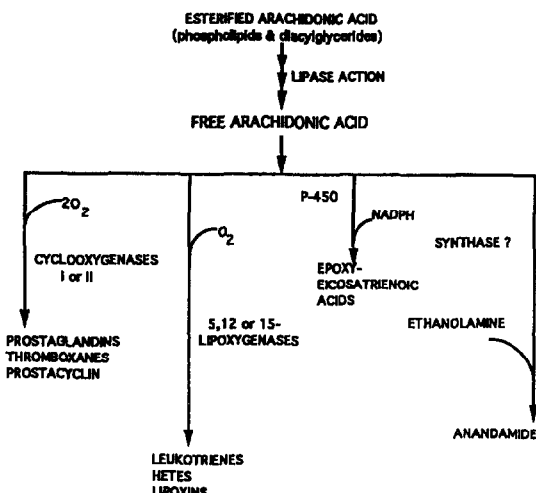 ESTERIFIED ARACHIDONIC ACID
(phospholipids & diacylglycerides)
LIPASE ACTION
FREE ARACHIDONIC ACID
2O2
CYCLOOXYGENASES
I or II
PROSTAGLANDINS
THROMBOXANES
PROSTACYCLIN
O2
5,12 or 15-
LIPOXYGENASES
LEUKOTRIENES
HETES
LIPOXINS
P-450
NADPH
EPOXY-
EICOSATRIENOIC
ACIDS
SYNTHASE ?
ETHANOLAMINE
ANANDAMIDE